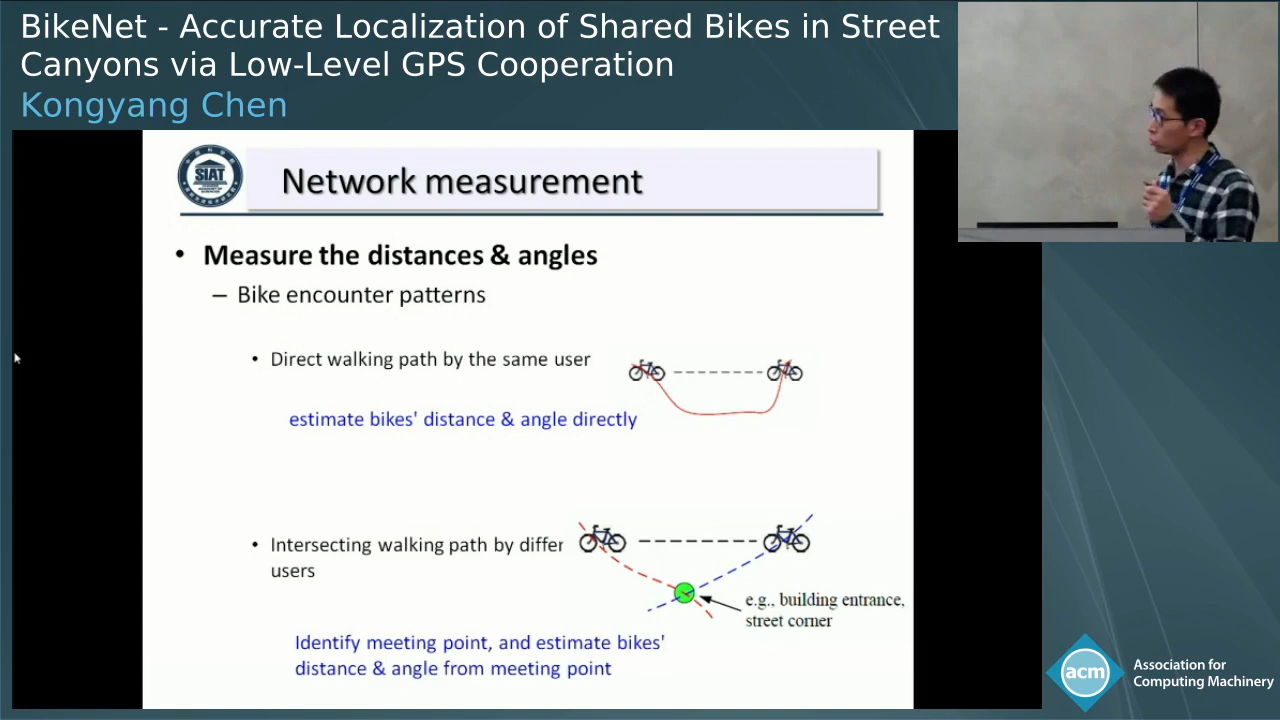 BikeNet - Accurate Localization of Shared Bikes in Street
Canyons via Low-Level GPS Cooperation
Kongyang Chen
SIAT
Network measurement
• Measure the distances & angles
– Bike encounter patterns
• Direct walking path by the same user
estimate bikes' distance & angle directly
• Intersecting walking path by differ
users
e.g., building entrance,
street corner
Identify meeting point, and estimate bikes'
distance & angle from meeting point
acm
Association for
Computing Machinery